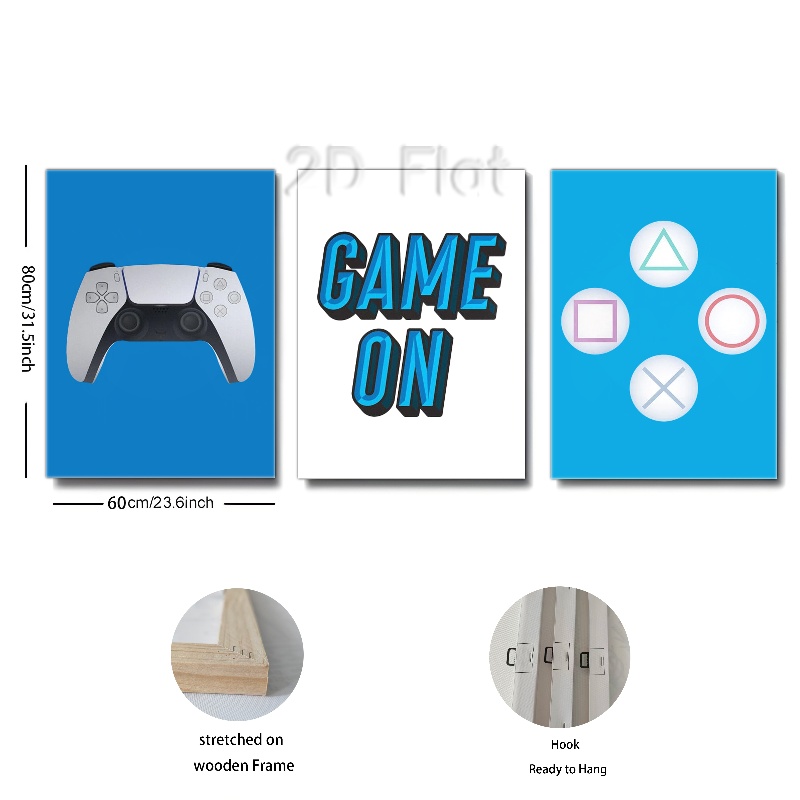 2D Flat
GAME
ON
80cm/31.5inch
60cm/23.6inch
stretched on
wooden Frame
Hook
Ready to Hang